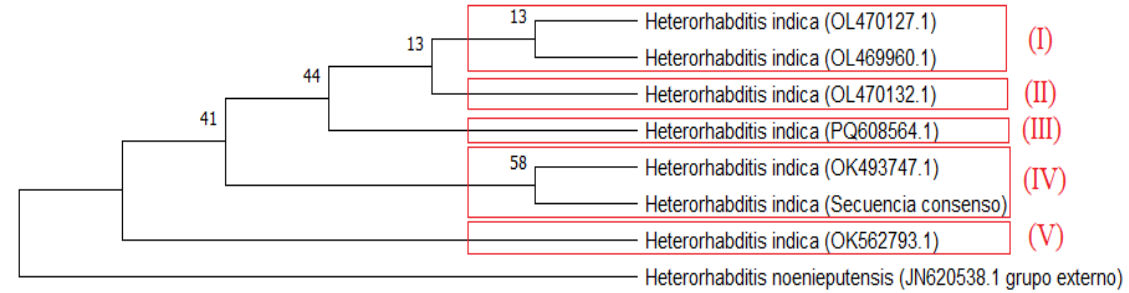 13
Heterorhabditis indica (OL470127.1)
(I)
13
Heterorhabditis indica (OL469960.1)
44
Heterorhabditis indica (OL470132.1)
(II)
41
Heterorhabditis indica (PQ608564.1)
(III)
58
Heterorhabditis indica (OK493747.1)
(IV)
Heterorhabditis indica (Secuencia consenso)
Heterorhabditis indica (OK562793.1)
(V)
Heterorhabditis noenieputensis (JN620538.1 grupo externo)